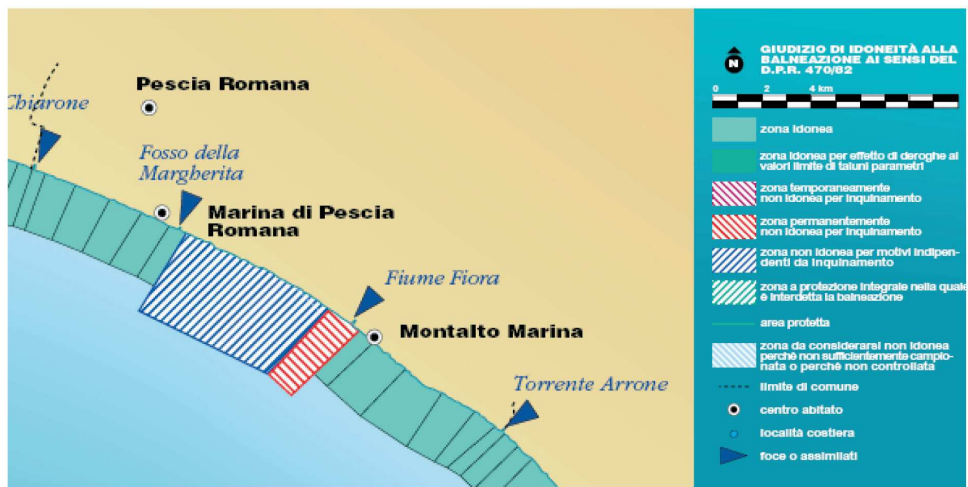 Pescia Romana
Chiarone
Fosso della
Margherita
Marina di Pescia
Romana
Fiume Fiora
Montalto Marina
Torrente Arrone
N
GIUDIZIO DI IDONEITÀ ALLA
BALNEAZIONE AI SENSI DEL
D.P.R. 470/82
0 2 4 km
zona idonea
zona idonea per effetto di deroghe ai
valori limite di taluni parametri
zona temporaneamente
non idonea per inquinamento
zona permanentemente
non idonea per inquinamento
zona non idonea per motivi indipen-
denti da inquinamento
zona a protezione integrale nella quale
è interdetta la balneazione
area protetta
zona da considerarsi non idonea
perchè non sufficientemente campio-
nata o perchè non controllata
limite di comune
centro abitato
località costiera
foce o assimilati